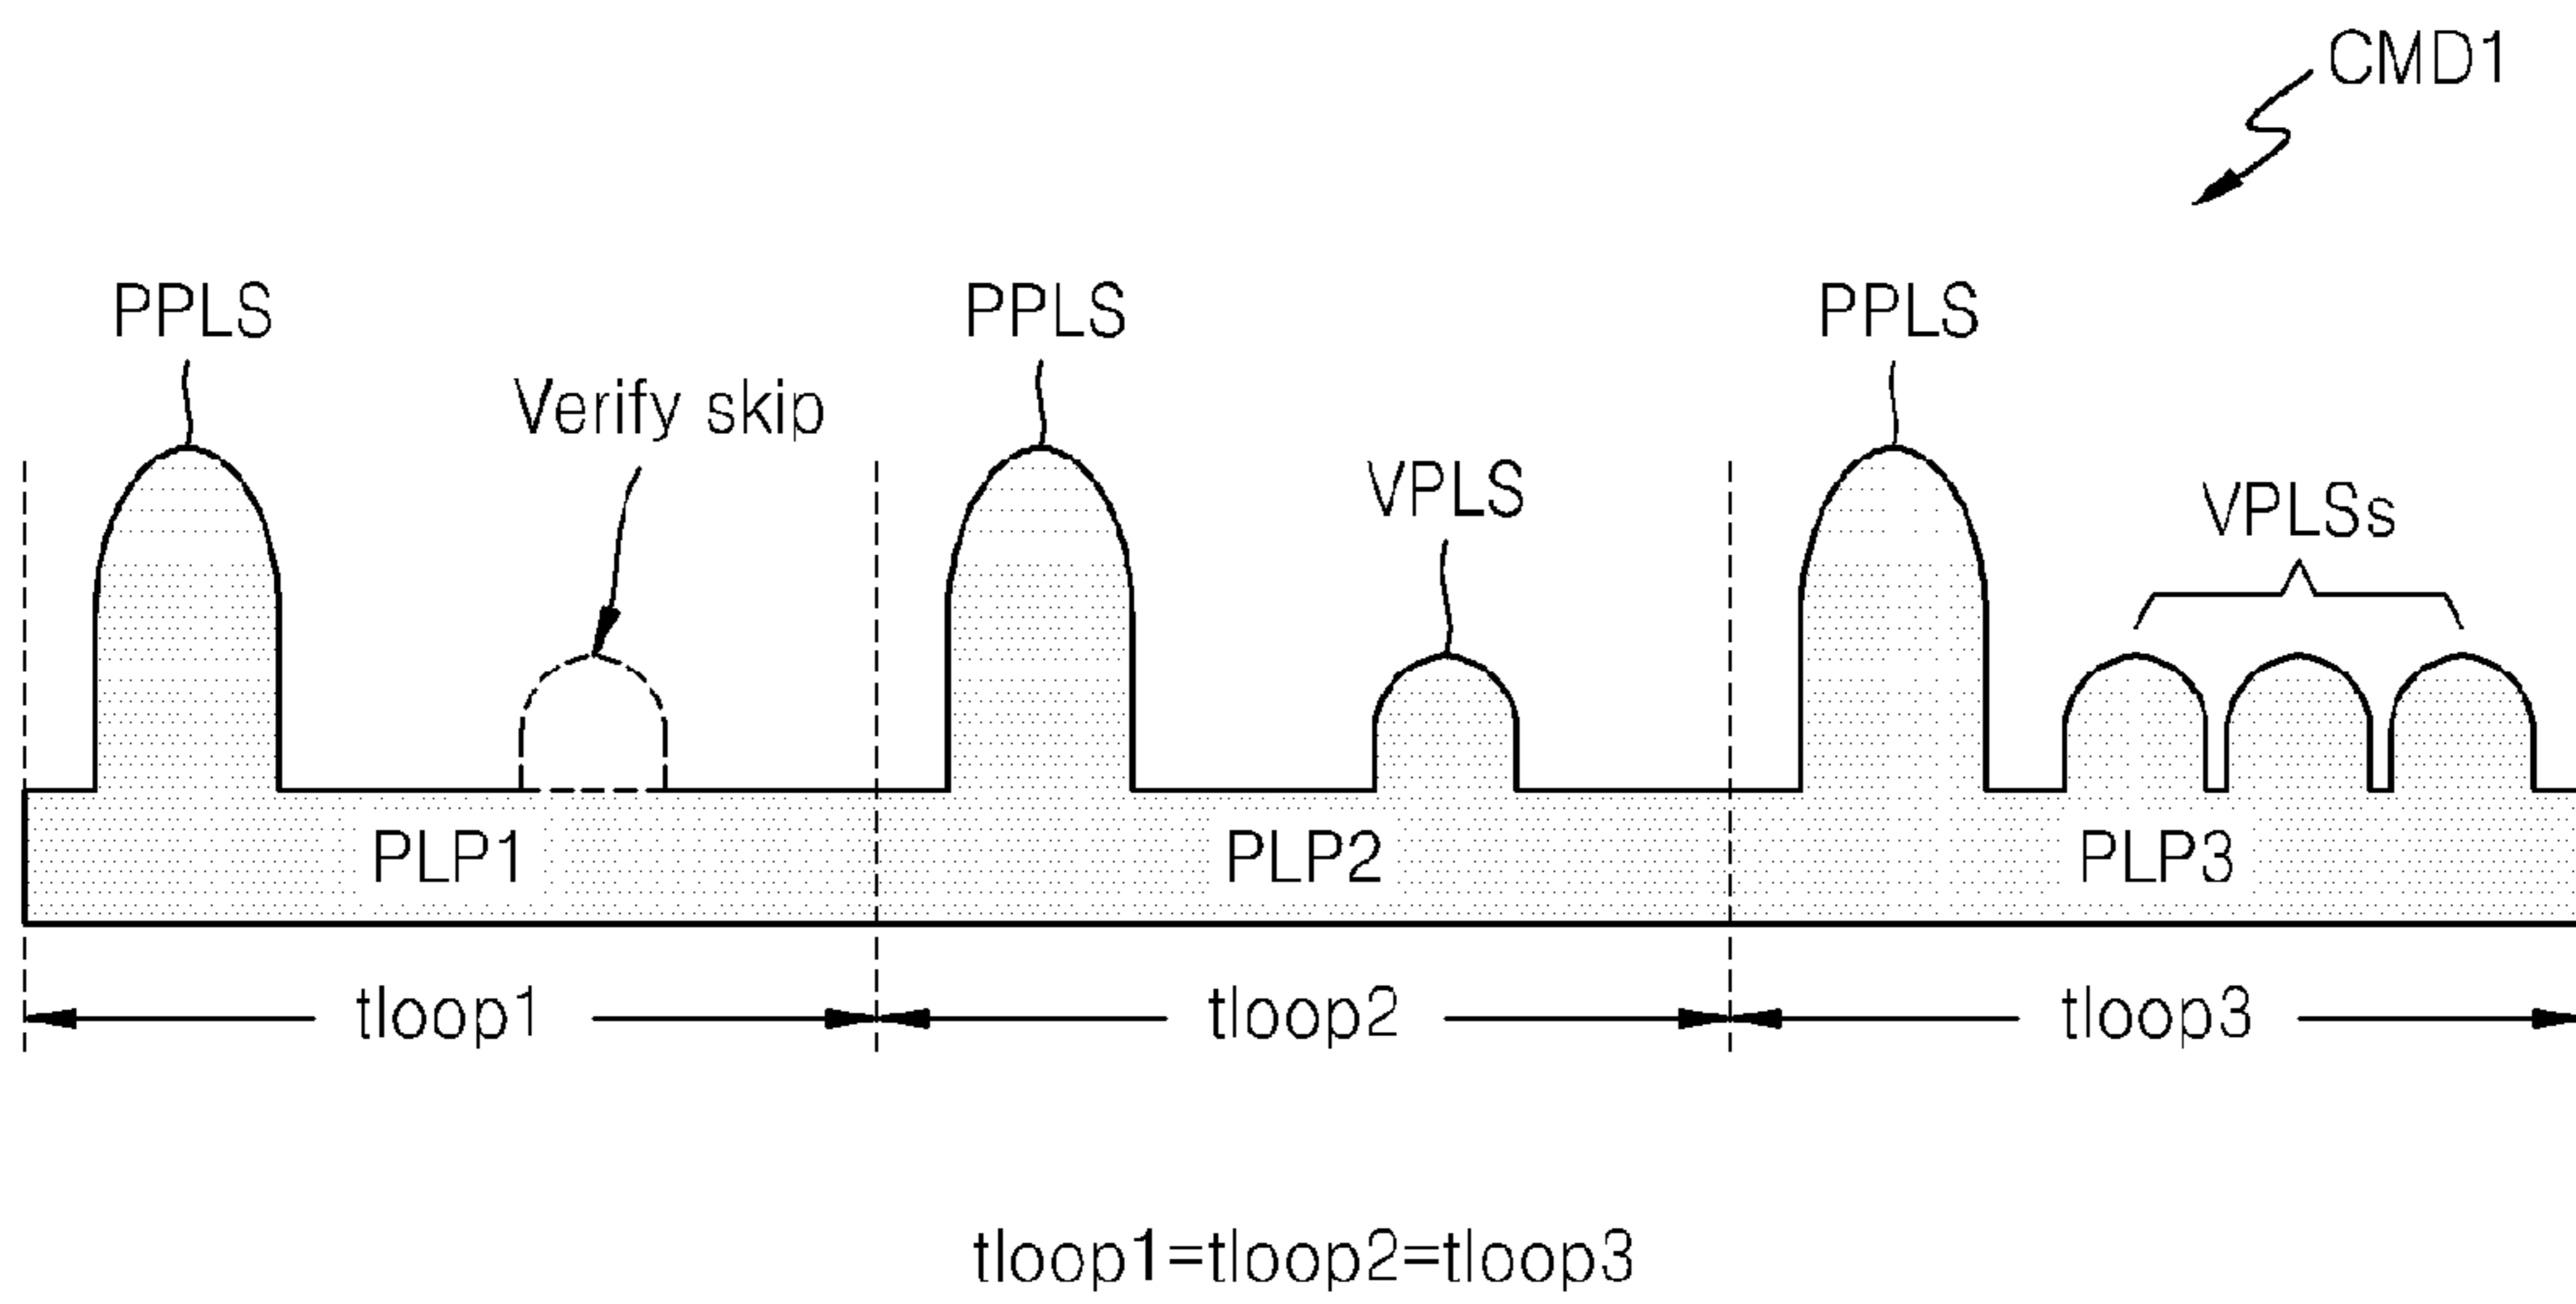 CMD1
PPLS
PPLS
PPLS
Verify skip
VPLS
VPLSs
PLP1
PLP2
PLP3
tloop1
tloop2
tloop3
tloop1=tloop2=tloop3